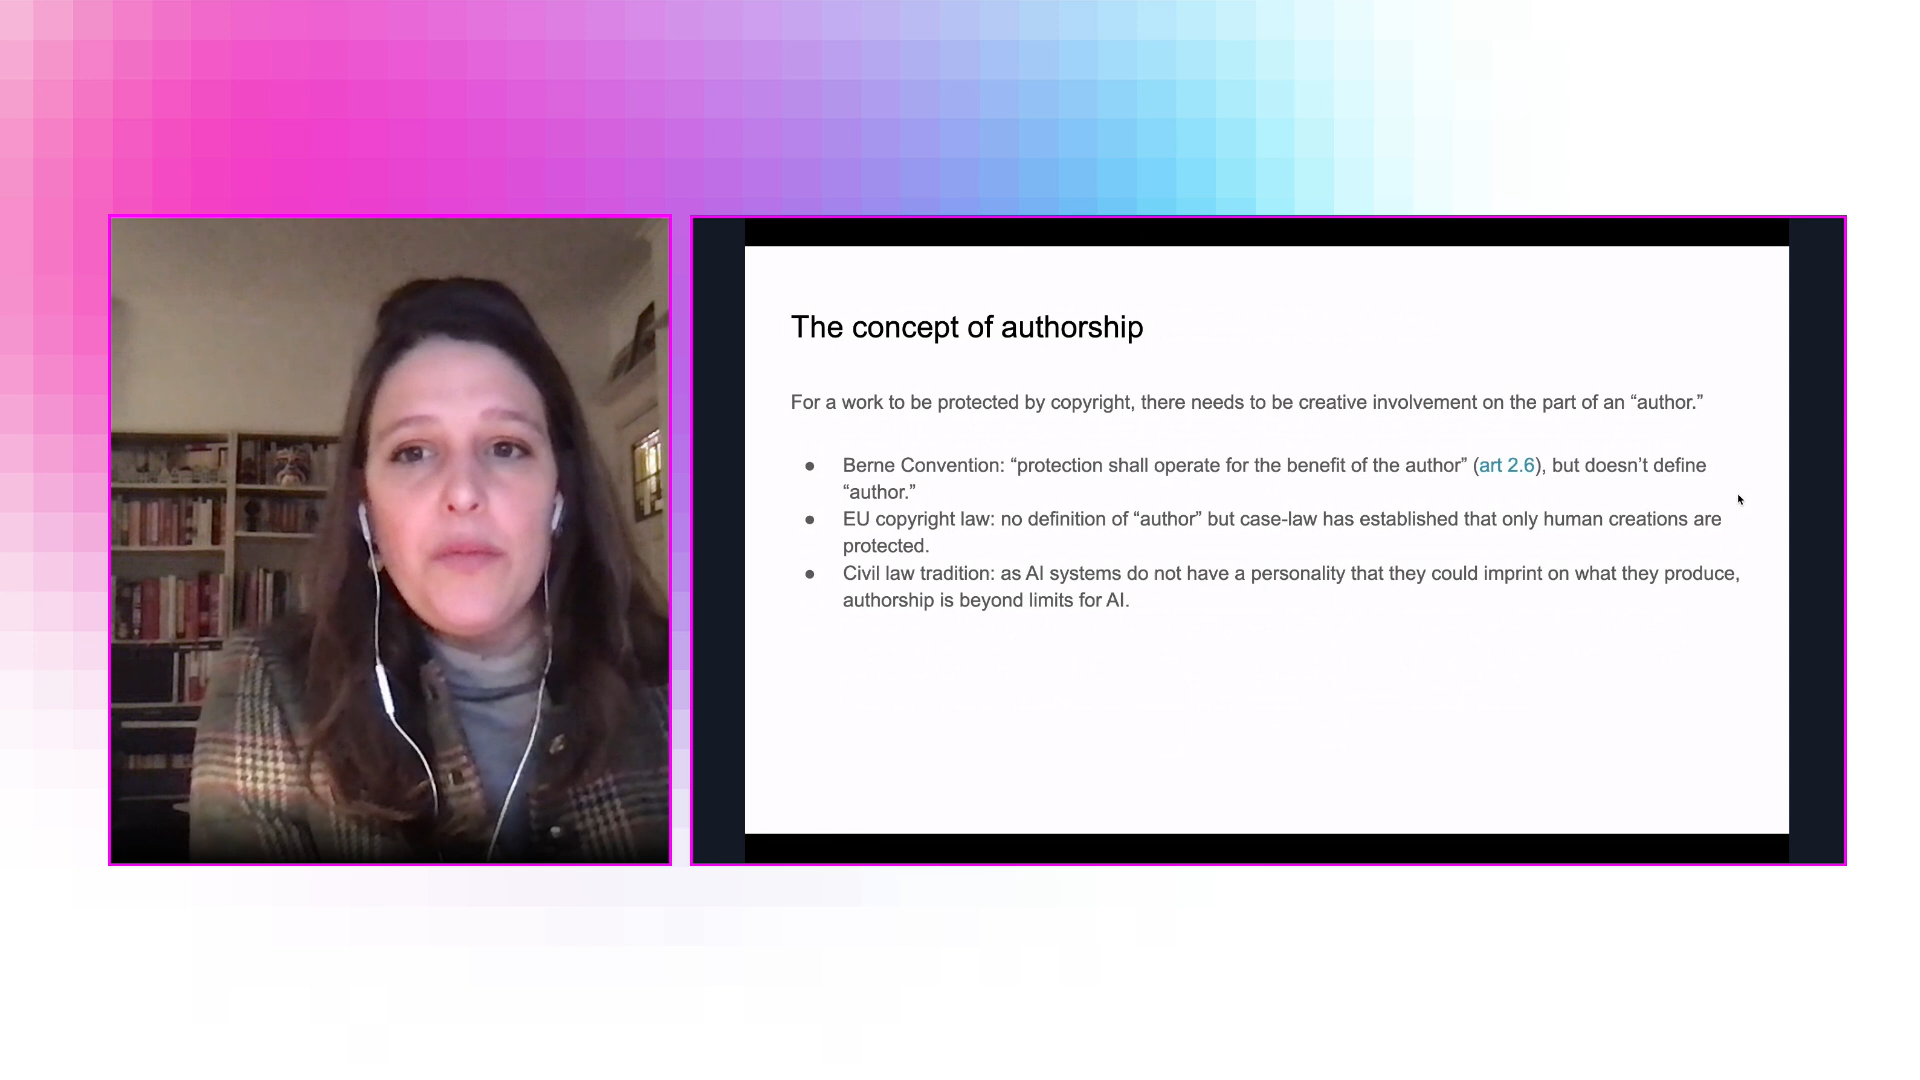 The concept of authorship
For a work to be protected by copyright, there needs to be creative involvement on the part of an “author.”
● Berne Convention: “protection shall operate for the benefit of the author” (art 2.6), but doesn’t define
“author.”
● EU copyright law: no definition of “author” but case-law has established that only human creations are
protected.
● Civil law tradition: as AI systems do not have a personality that they could imprint on what they produce,
authorship is beyond limits for AI.